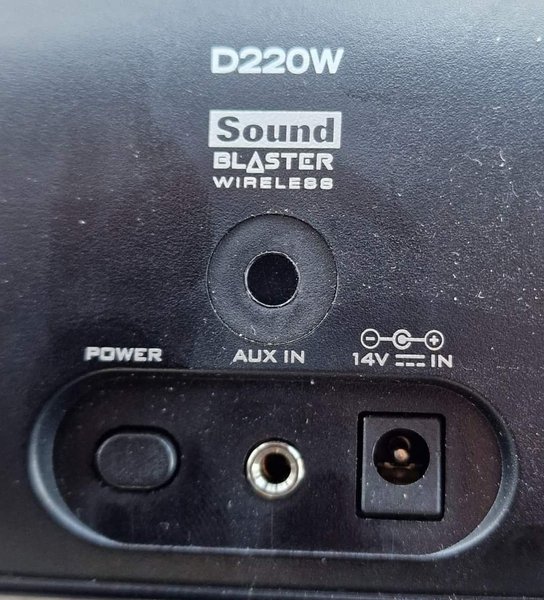 D220W
Sound
BLASTER
WIRELESS
POWER
AUX IN
14V ⎓ IN